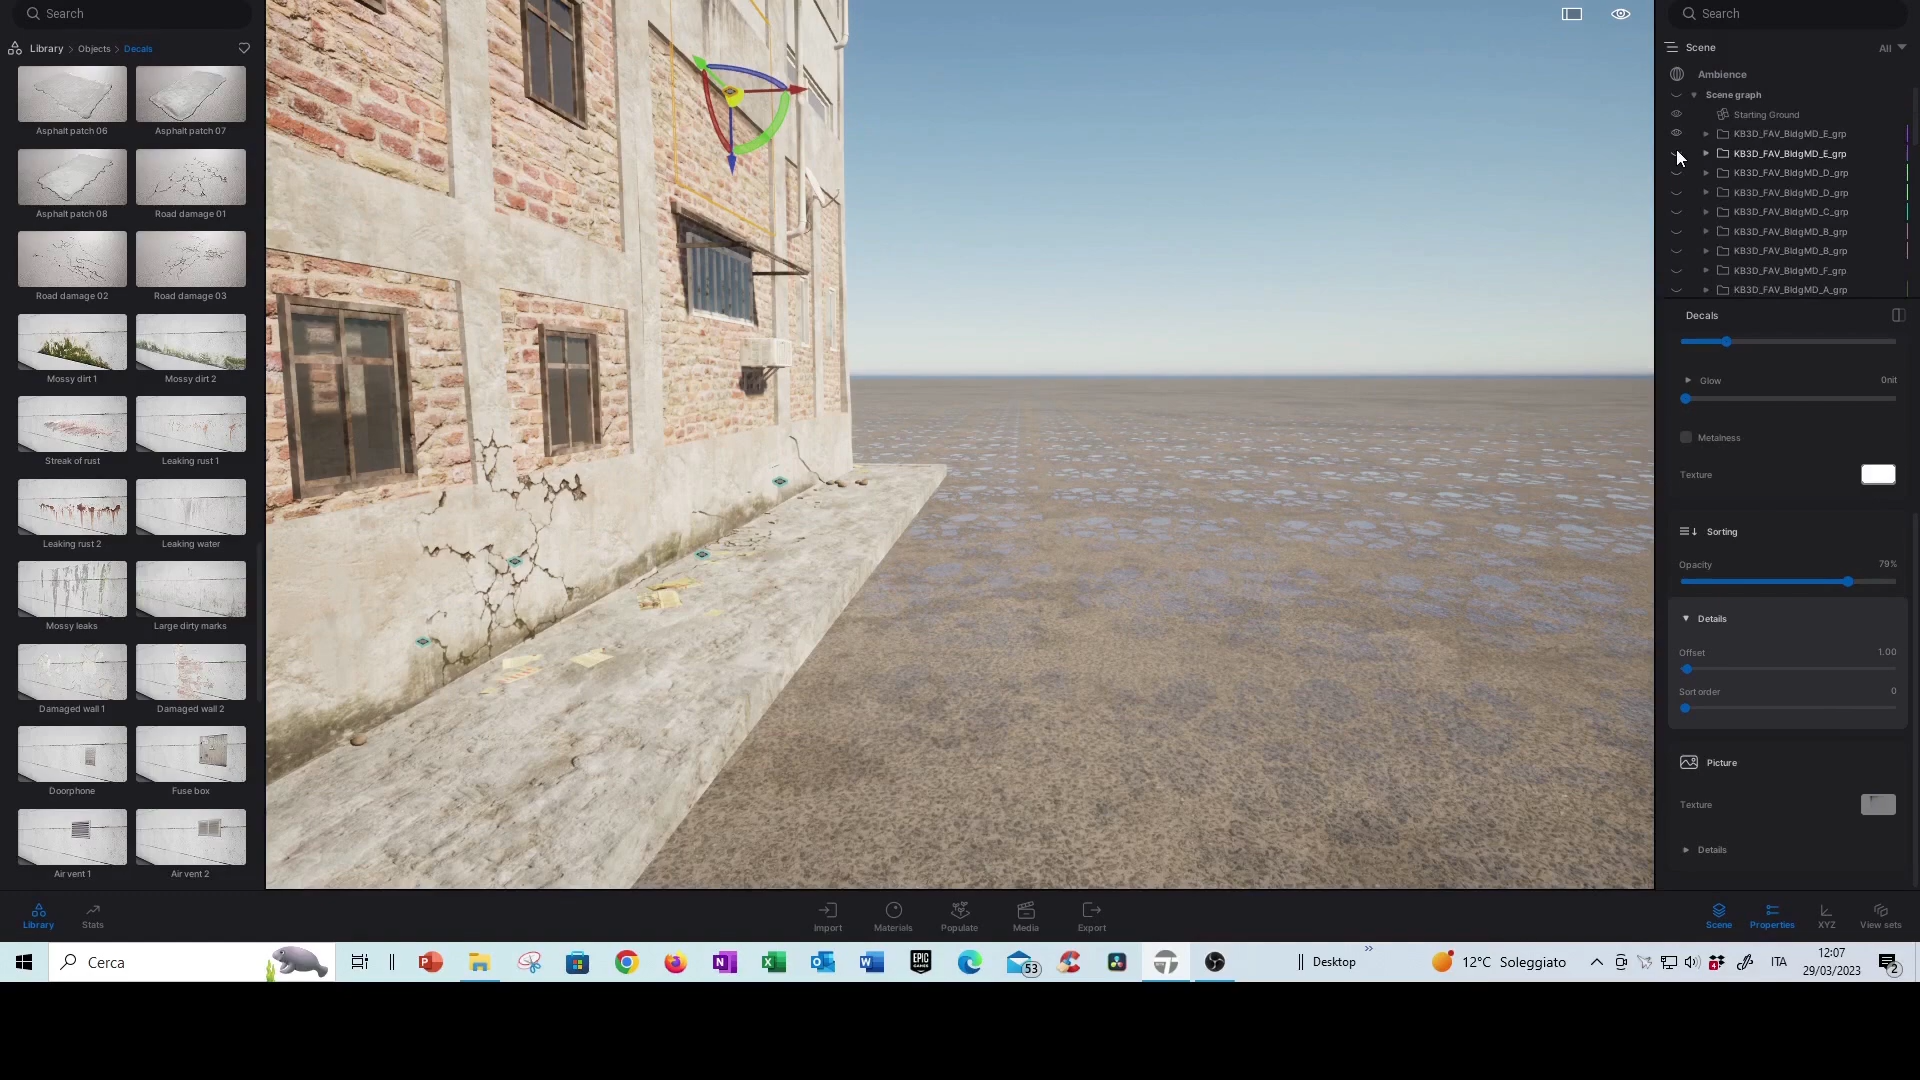 Search
Library > Objects > Decals
Asphalt patch 06
Asphalt patch 07
Asphalt patch 08
Road damage 01
Road damage 02
Road damage 03
Mossy dirt 1
Mossy dirt 2
Streak of rust
Leaking rust 1
Leaking rust 2
Leaking water
Mossy leaks
Large dirty marks
Damaged wall 1
Damaged wall 2
Doorphone
Fuse box
Air vent 1
Air vent 2
Library
Stats
Import
Materials
Populate
Media
Export
Search
Scene
All
Ambience
Scene graph
Starting Ground
KB3D_FAV_BldgMD_E_grp
KB3D_FAV_BldgMD_E_grp
KB3D_FAV_BldgMD_D_grp
KB3D_FAV_BldgMD_D_grp
KB3D_FAV_BldgMD_C_grp
KB3D_FAV_BldgMD_B_grp
KB3D_FAV_BldgMD_B_grp
KB3D_FAV_BldgMD_F_grp
KB3D_FAV_BldgMD_A_grp
Decals
Glow
0nit
Metalness
Texture
Sorting
Opacity
79%
Details
Offset
1.00
Sort order
0
Picture
Texture
Details
Scene
Properties
XYZ
View sets
Cerca
EPIC GAMES
53
Desktop
12°C Soleggiato
ITA
12:07
29/03/2023
2